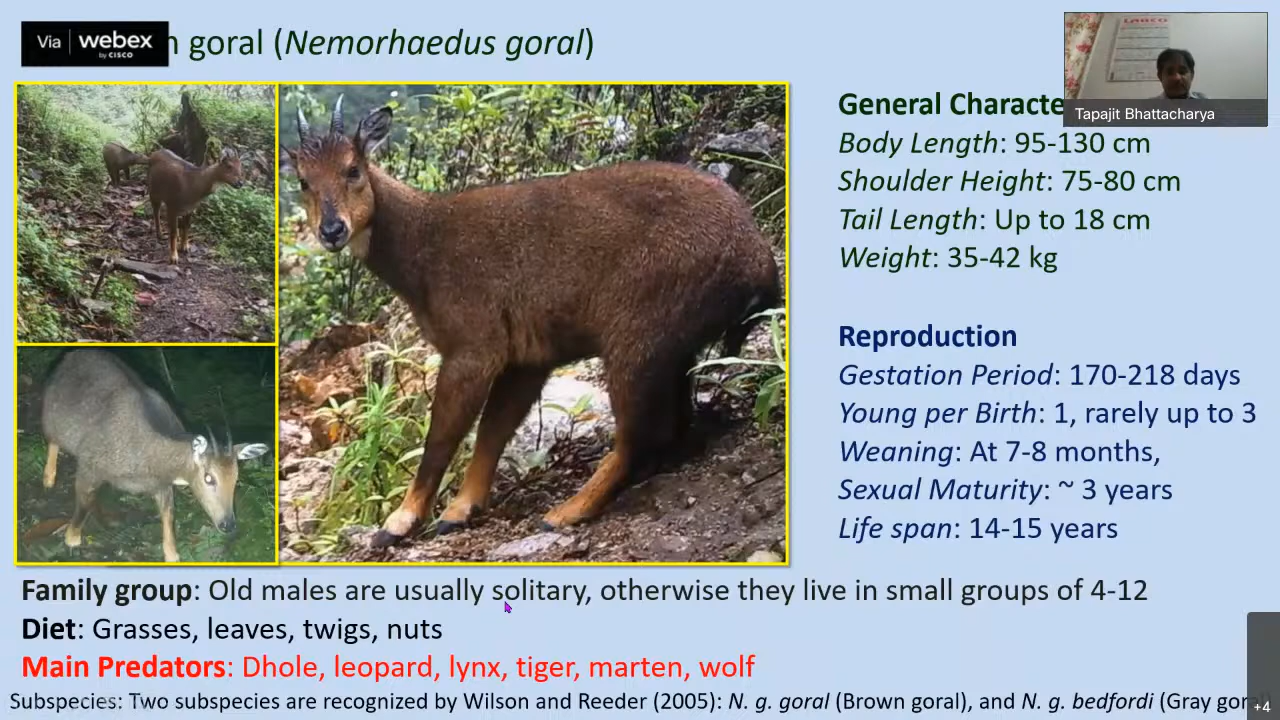 Via webex
by CISCO
n goral (Nemorhaedus goral)
LABCO
Tapajit Bhattacharya
General Characte
Body Length: 95-130 cm
Shoulder Height: 75-80 cm
Tail Length: Up to 18 cm
Weight: 35-42 kg
Reproduction
Gestation Period: 170-218 days
Young per Birth: 1, rarely up to 3
Weaning: At 7-8 months,
Sexual Maturity: ~ 3 years
Life span: 14-15 years
Family group: Old males are usually solitary, otherwise they live in small groups of 4-12
Diet: Grasses, leaves, twigs, nuts
Main Predators: Dhole, leopard, lynx, tiger, marten, wolf
Subspecies: Two subspecies are recognized by Wilson and Reeder (2005): N. g. goral (Brown goral), and N. g. bedfordi (Gray gor
+4